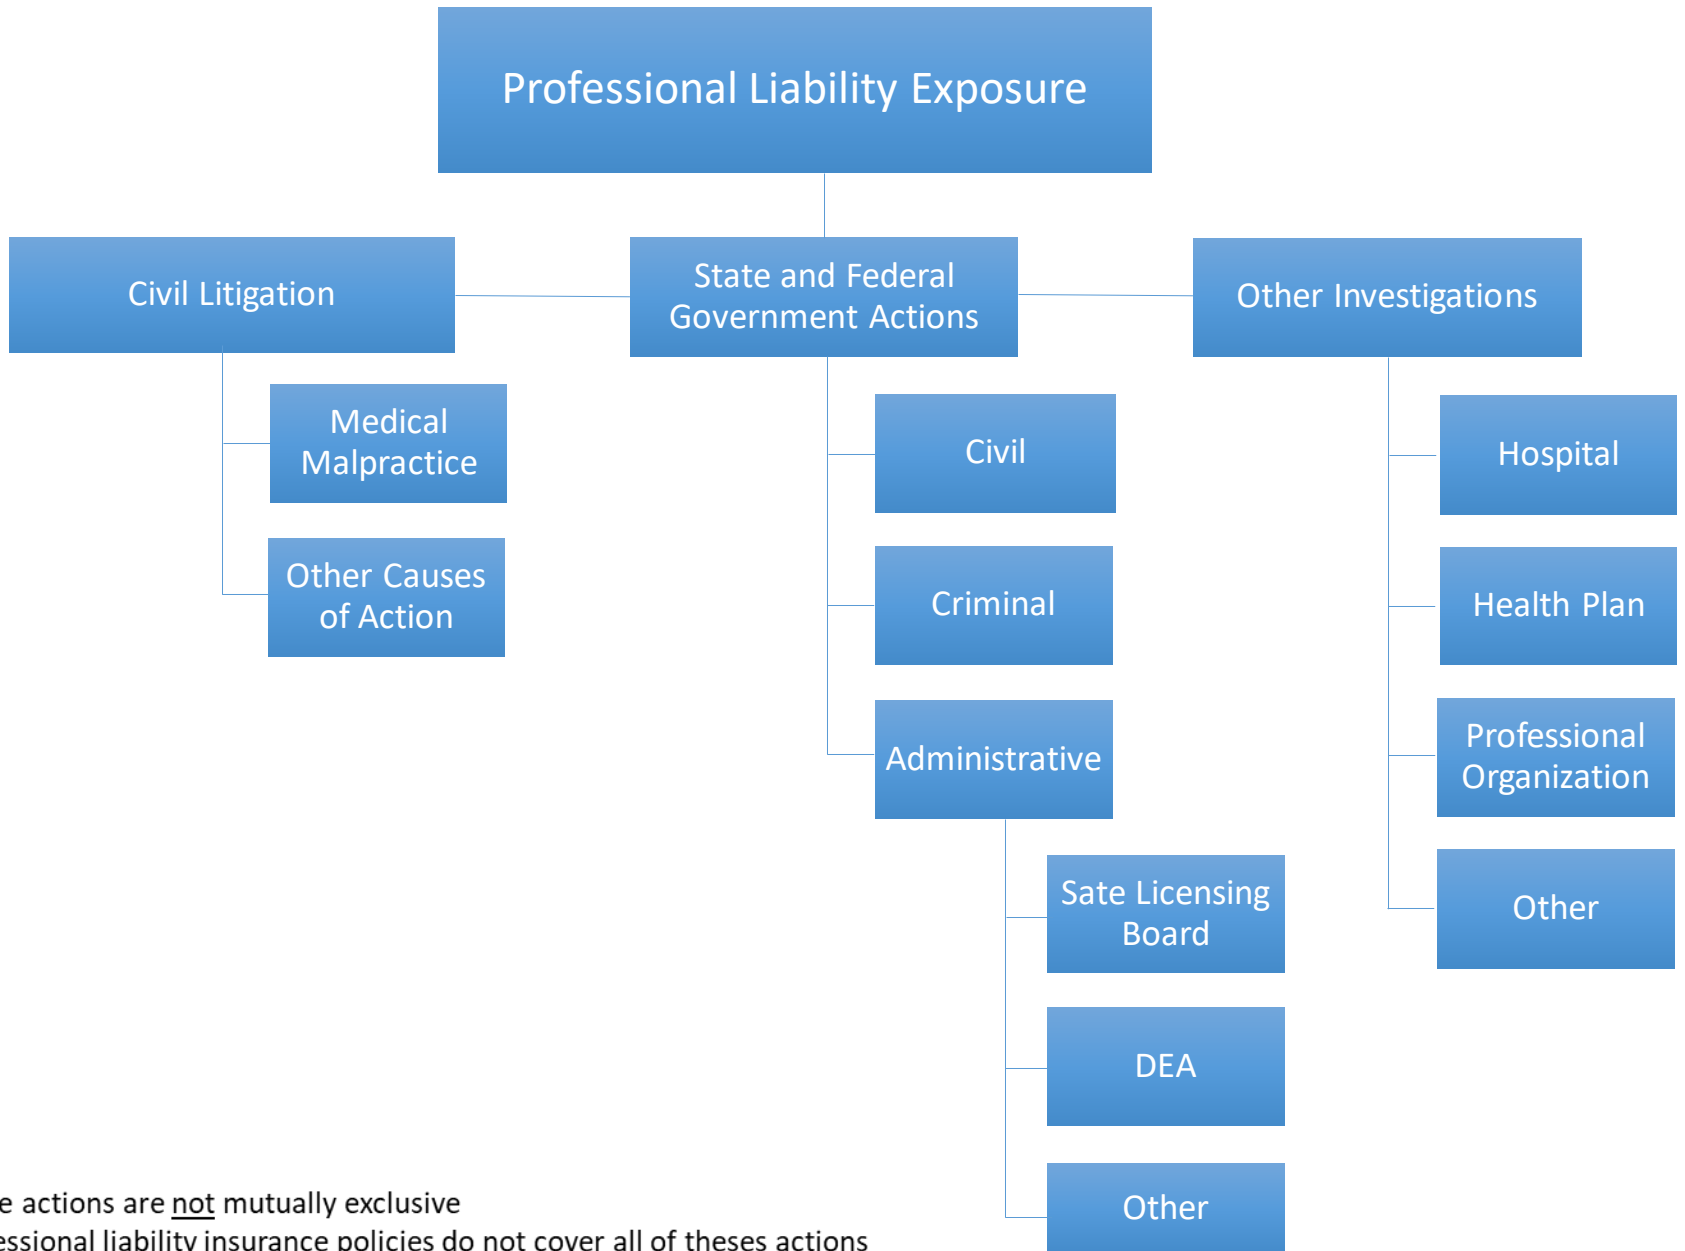 Professional Liability Exposure
Civil Litigation
State and Federal
Government Actions
Other Investigations
Medical
Malpractice
Other Causes
of Action
Civil
Criminal
Administrative
Sate Licensing
Board
DEA
Other
Hospital
Health Plan
Professional
Organization
Other
e actions are not mutually exclusive
essional liability insurance policies do not cover all of theses actions